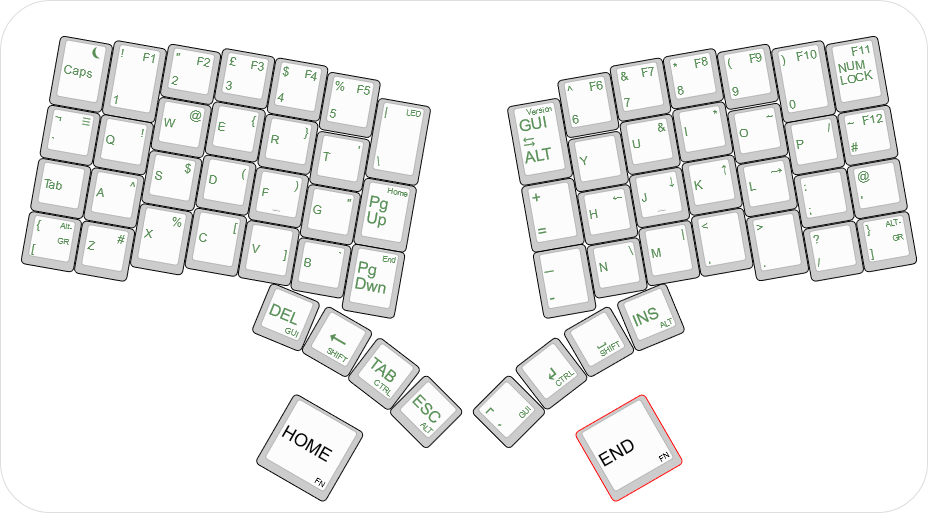 Caps
! F1
1
" F2
2
£ F3
3
$ F4
4
% F5
5
| LED
\
¬ ☰
`
Q !
W @
E {
R }
T '
Tab
A ^
S $
D (
F )
_
G "
Home
Pg
Up
{ Alt-
[ GR
Z #
X %
C [
V ]
B `
End
Pg
Dwn
DEL
GUI
←
SHIFT
TAB
CTRL
ESC
ALT
HOME
FN
Version
GUI
⇆
ALT
^ F6
6
& F7
7
* F8
8
( F9
9
) F10
0
F11
NUM
LOCK
Y
U &
I *
O ~
P /
~ F12
#
+
=
H ←
J ↓
_
K ↑
L →
:
;
@
'
_
-
N \
M |
<
,
>
.
?
/
} ALT-
] GR
INS
ALT
SHIFT
↲
CTRL
GUI
END
FN